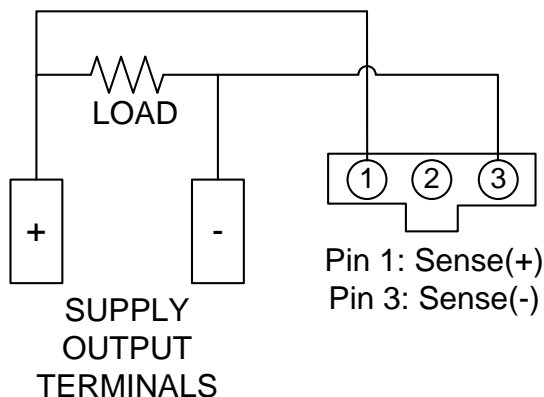 LOAD
1 2 3
+ -
Pin 1: Sense(+)
Pin 3: Sense(-)
SUPPLY
OUTPUT
TERMINALS